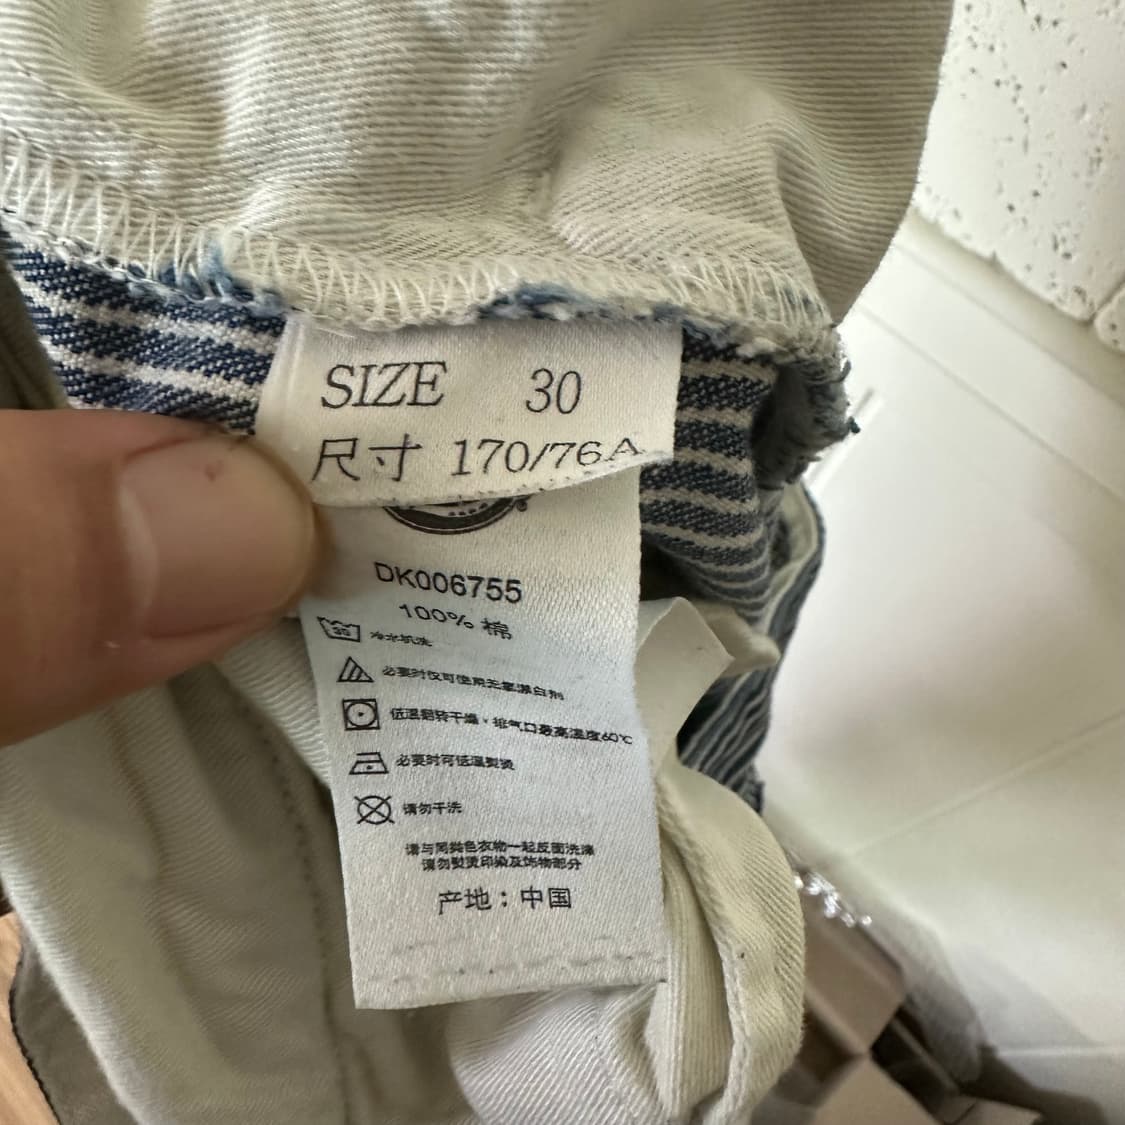 SIZE 30
尺寸 170/76A
DK006755
100% 棉
30
冷水机洗
必要时仅可使用无氯漂白剂
低温翻转干燥，排气口最高温度60℃
必要时可低温熨烫
请勿干洗
请与同类色衣物一起反面洗涤
请勿熨烫印染及饰物部分
产地：中国